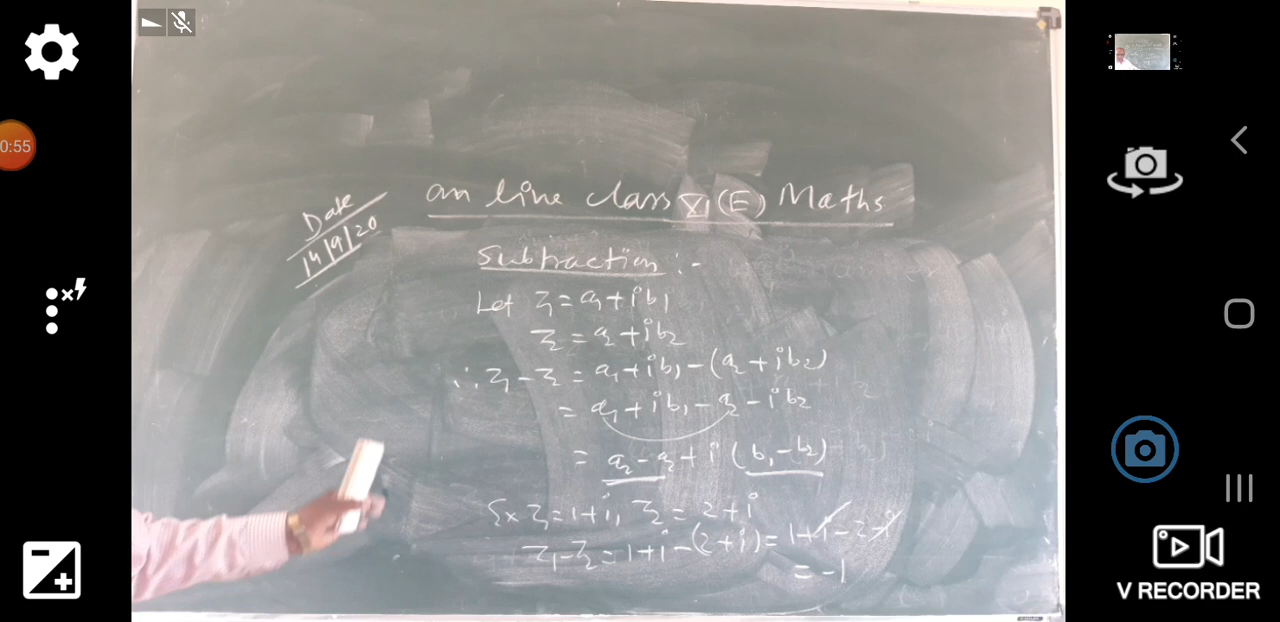 0:55
Date
14/9/20
on line class XI(E) Maths
Subtraction :-
Let z1 = a1 + ib1
z2 = a2 + ib2
∴ z1 - z2 = a1 + ib1 - (a2 + ib2)
= a1 + ib1 - a2 - ib2
= a2 - a2 + i (b1 - b2)
Ex z1 = 1+i, z2 = 2+i
z1 - z2 = 1+i - (2+i) = 1+i-2-i
= -1
V RECORDER